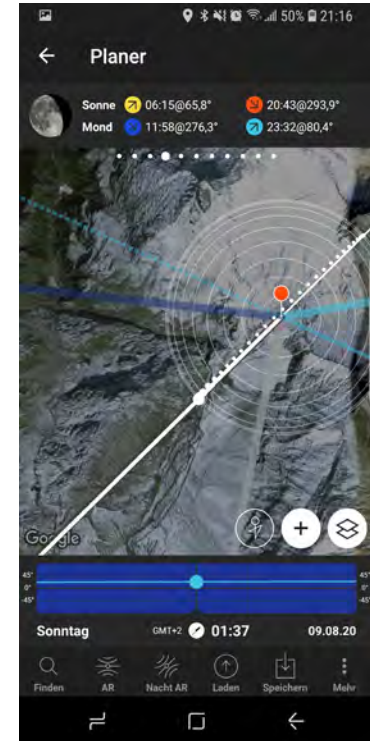 50% 21:16
Planer
Sonne 06:15@65,8° 20:43@293,9°
Mond 11:58@276,3° 23:32@80,4°
Google
45° 45°
0° 0°
-45° -45°
Sonntag GMT+2 01:37 09.08.20
Finden AR Nacht AR Laden Speichern Mehr